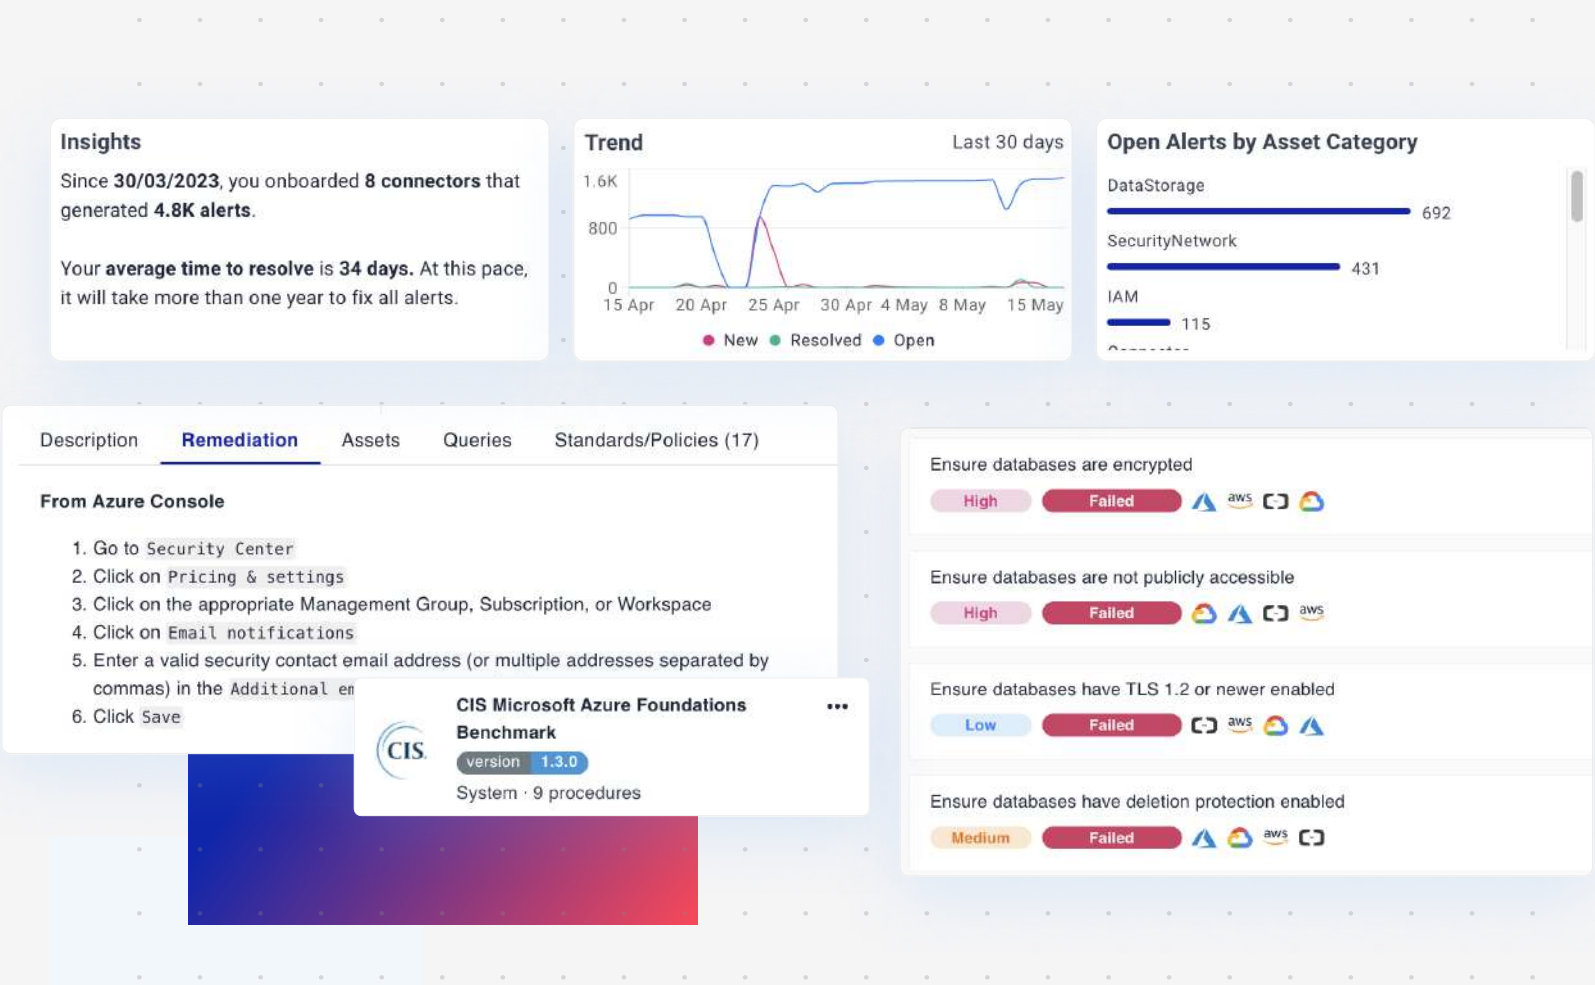 Insights
Since 30/03/2023, you onboarded 8 connectors that
generated 4.8K alerts.
Your average time to resolve is 34 days. At this pace,
it will take more than one year to fix all alerts.
Trend
Last 30 days
1.6K
800
0
15 Apr 20 Apr 25 Apr 30 Apr 4 May 8 May 15 May
New Resolved Open
Open Alerts by Asset Category
DataStorage
692
SecurityNetwork
431
IAM
115
Description Remediation Assets Queries Standards/Policies (17)
From Azure Console
1. Go to Security Center
2. Click on Pricing & settings
3. Click on the appropriate Management Group, Subscription, or Workspace
4. Click on Email notifications
5. Enter a valid security contact email address (or multiple addresses separated by
commas) in the Additional em
6. Click Save
CIS.
CIS Microsoft Azure Foundations
Benchmark
version 1.3.0
System · 9 procedures
Ensure databases are encrypted
High Failed aws
Ensure databases are not publicly accessible
High Failed aws
Ensure databases have TLS 1.2 or newer enabled
Low Failed aws
Ensure databases have deletion protection enabled
Medium Failed aws